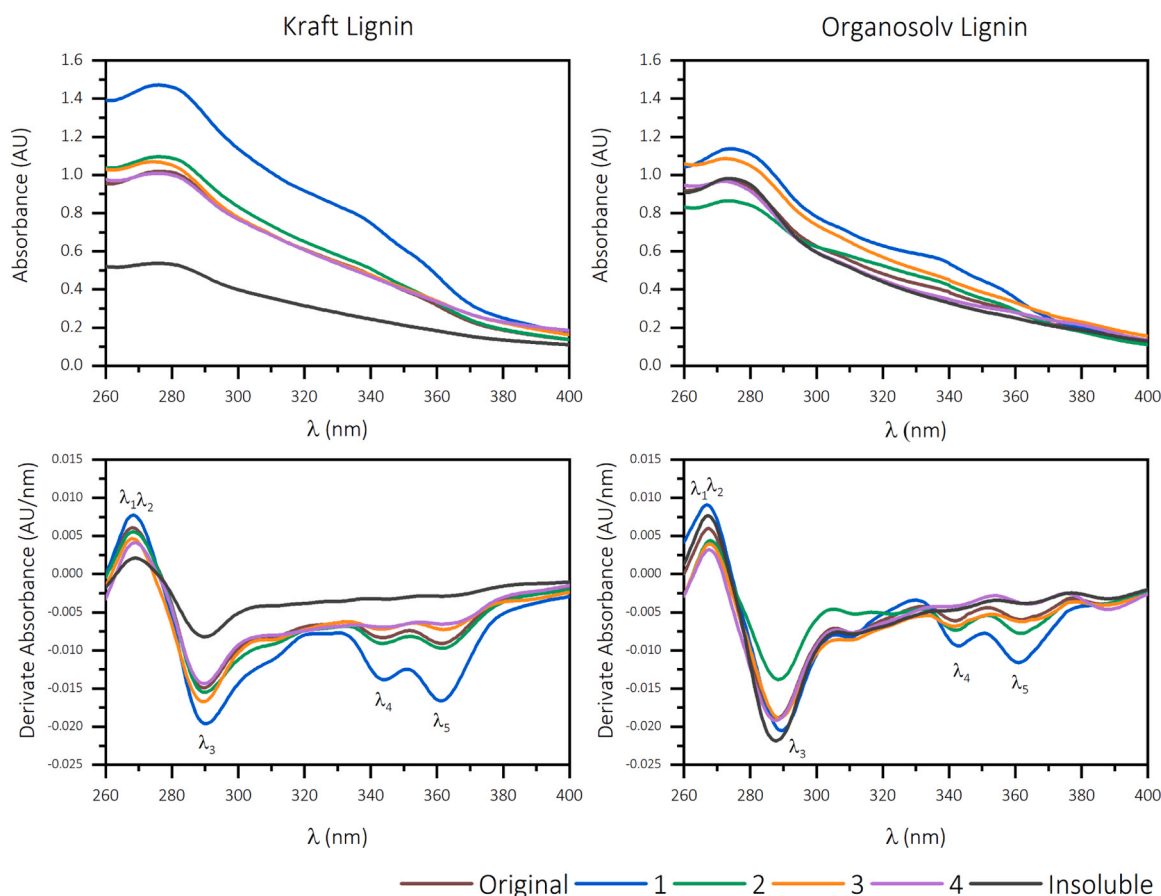 Kraft Lignin
Organosolv Lignin
Absorbance (AU)
1.6
1.4
1.2
1.0
0.8
0.6
0.4
0.2
0.0
260 280 300 320 340 360 380 400
λ (nm)
Absorbance (AU)
1.6
1.4
1.2
1.0
0.8
0.6
0.4
0.2
0.0
260 280 300 320 340 360 380 400
λ (nm)
Derivate Absorbance (AU/nm)
0.015
0.010
0.005
0.000
-0.005
-0.010
-0.015
-0.020
-0.025
λ₁ λ₂
λ₃
λ₄
λ₅
260 280 300 320 340 360 380 400
λ (nm)
Derivate Absorbance (AU/nm)
0.015
0.010
0.005
0.000
-0.005
-0.010
-0.015
-0.020
-0.025
λ₁ λ₂
λ₃
λ₄
λ₅
260 280 300 320 340 360 380 400
λ (nm)
Original 1 2 3 4 Insoluble